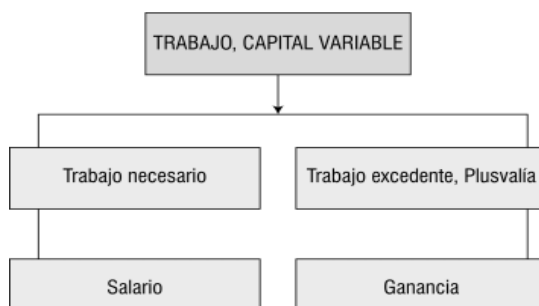 TRABAJO, CAPITAL VARIABLE
Trabajo necesario
Trabajo excedente, Plusvalía
Salario
Ganancia